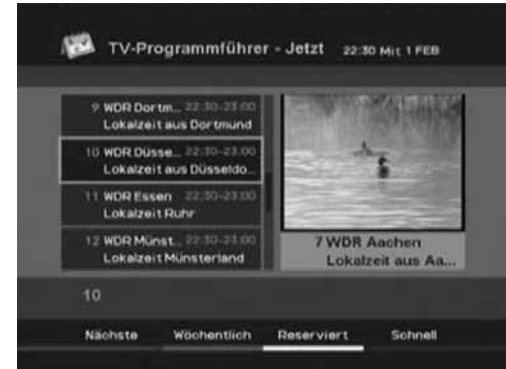 TV-Programmführer - Jetzt 22:30 Mit 1 FEB
9 WDR Dortm... 22:30-23:00
Lokalzeit aus Dortmund
10 WDR Düsse... 22:30-23:00
Lokalzeit aus Düsseldo...
11 WDR Essen 22:30-23:00
Lokalzeit Ruhr
12 WDR Münst... 22:30-23:00
Lokalzeit Münsterland
7 WDR Aachen
Lokalzeit aus Aa...
10
Nächste Wöchentlich Reserviert Schnell